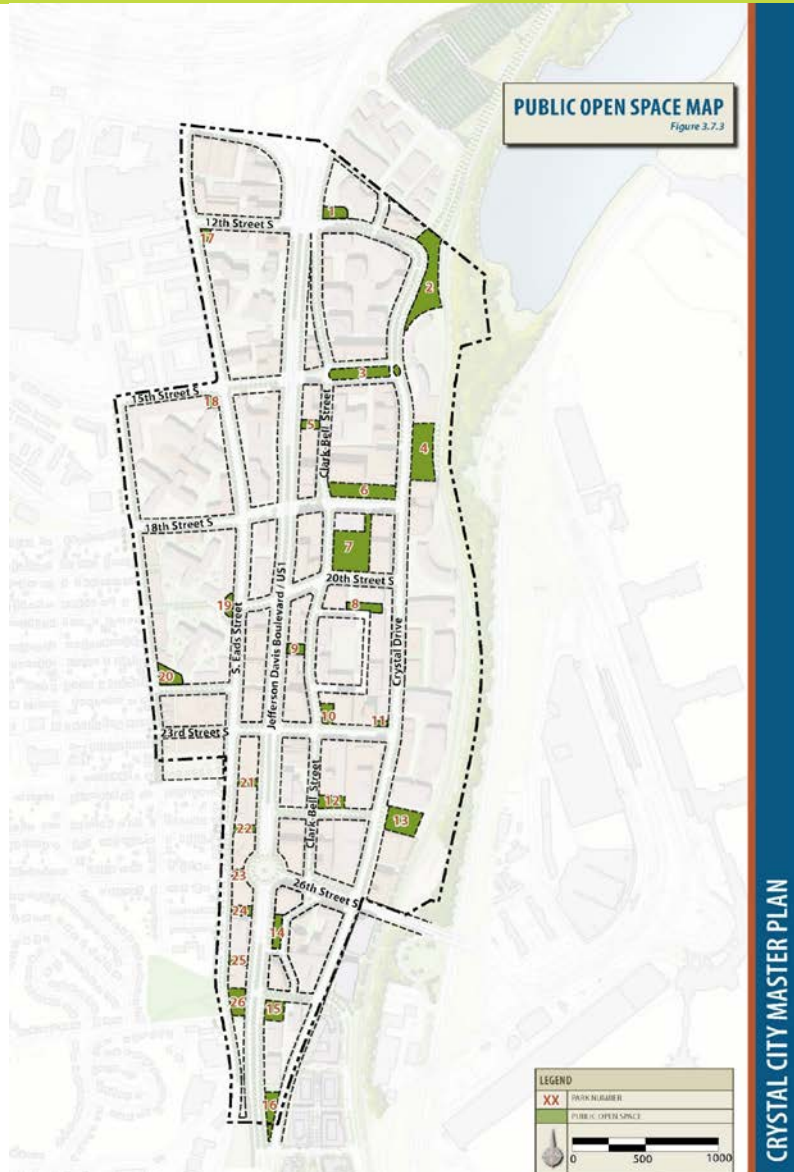 PUBLIC OPEN SPACE MAP
Figure 3.7.3
1
12th Street S
17
2
3
15th Street S
18
5
Clark-Bell Street
4
6
18th Street S
7
20th Street S
19
8
S. Eads Street
Jefferson Davis Boulevard / US1
9
Crystal Drive
20
10
11
23rd Street S
21
Clark-Bell Street
12
13
22
23
26th Street S
24
14
25
26
15
16
LEGEND
XX PARK NUMBER
PUBLIC OPEN SPACE
0 500 1000
CRYSTAL CITY MASTER PLAN